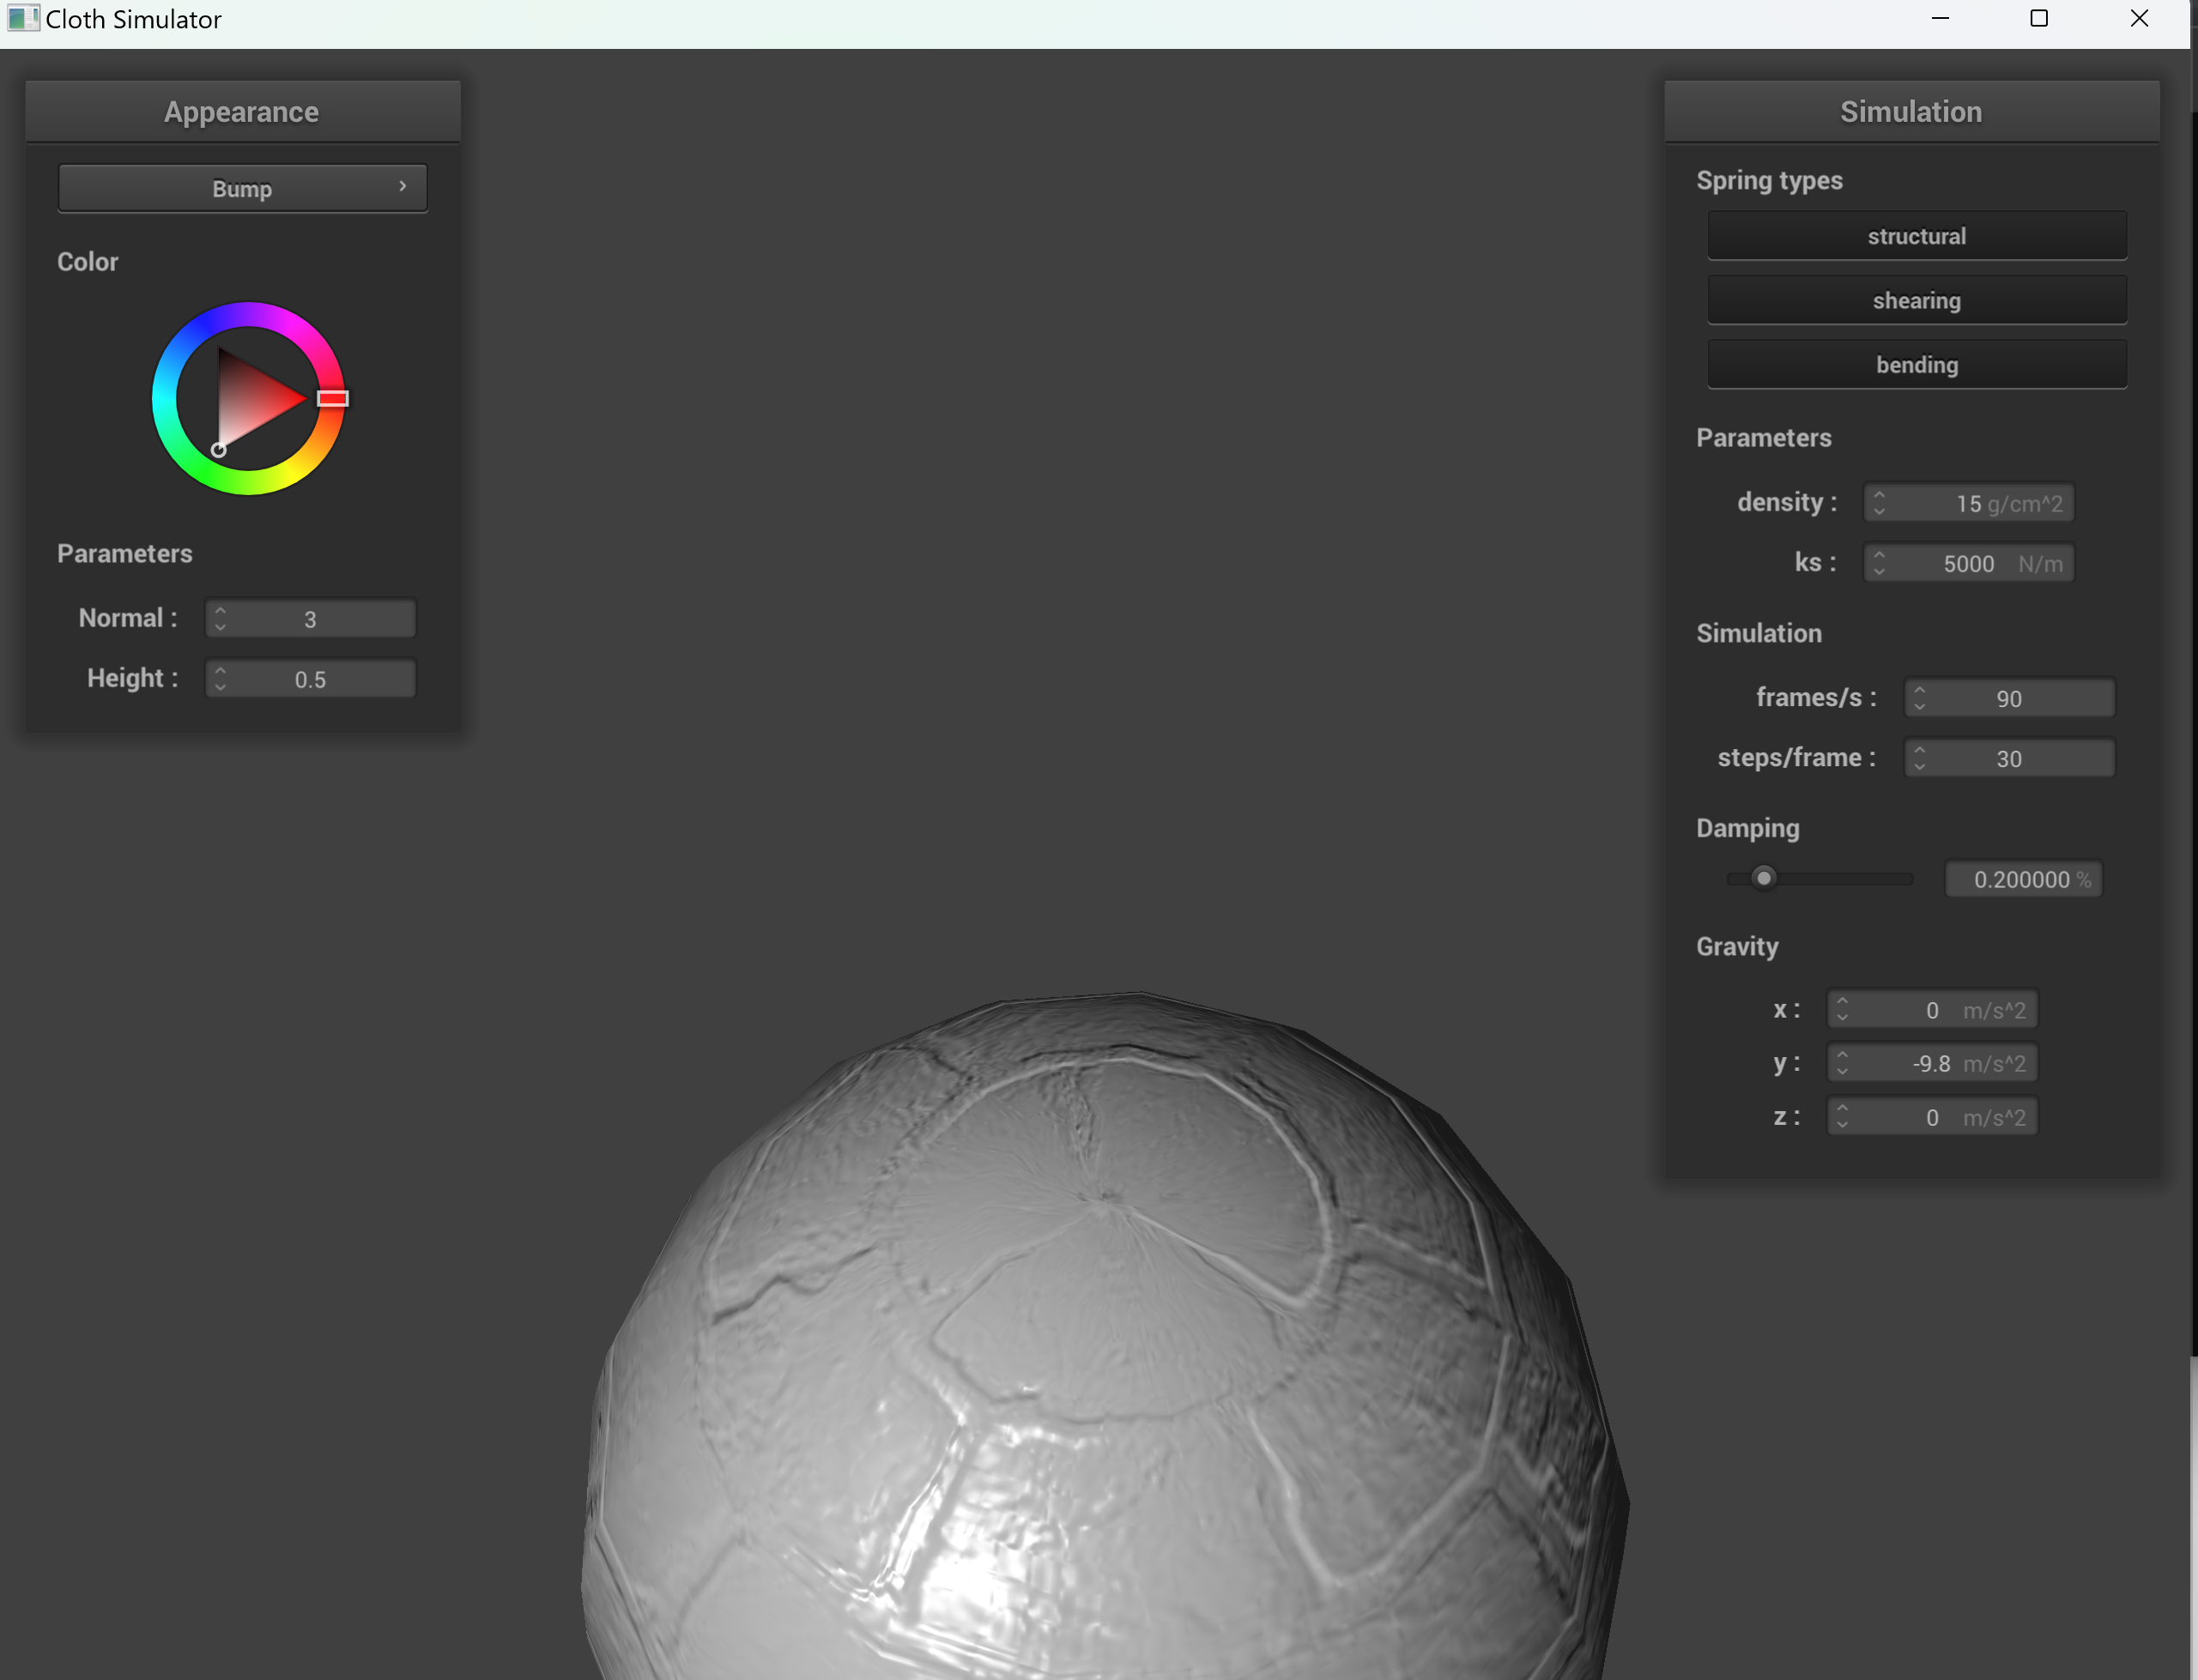 Cloth Simulator
Appearance
Bump
Color
Parameters
Normal : 3
Height : 0.5
Simulation
Spring types
structural
shearing
bending
Parameters
density : 15 g/cm^2
ks : 5000 N/m
Simulation
frames/s : 90
steps/frame : 30
Damping
0.200000 %
Gravity
x : 0 m/s^2
y : -9.8 m/s^2
z : 0 m/s^2